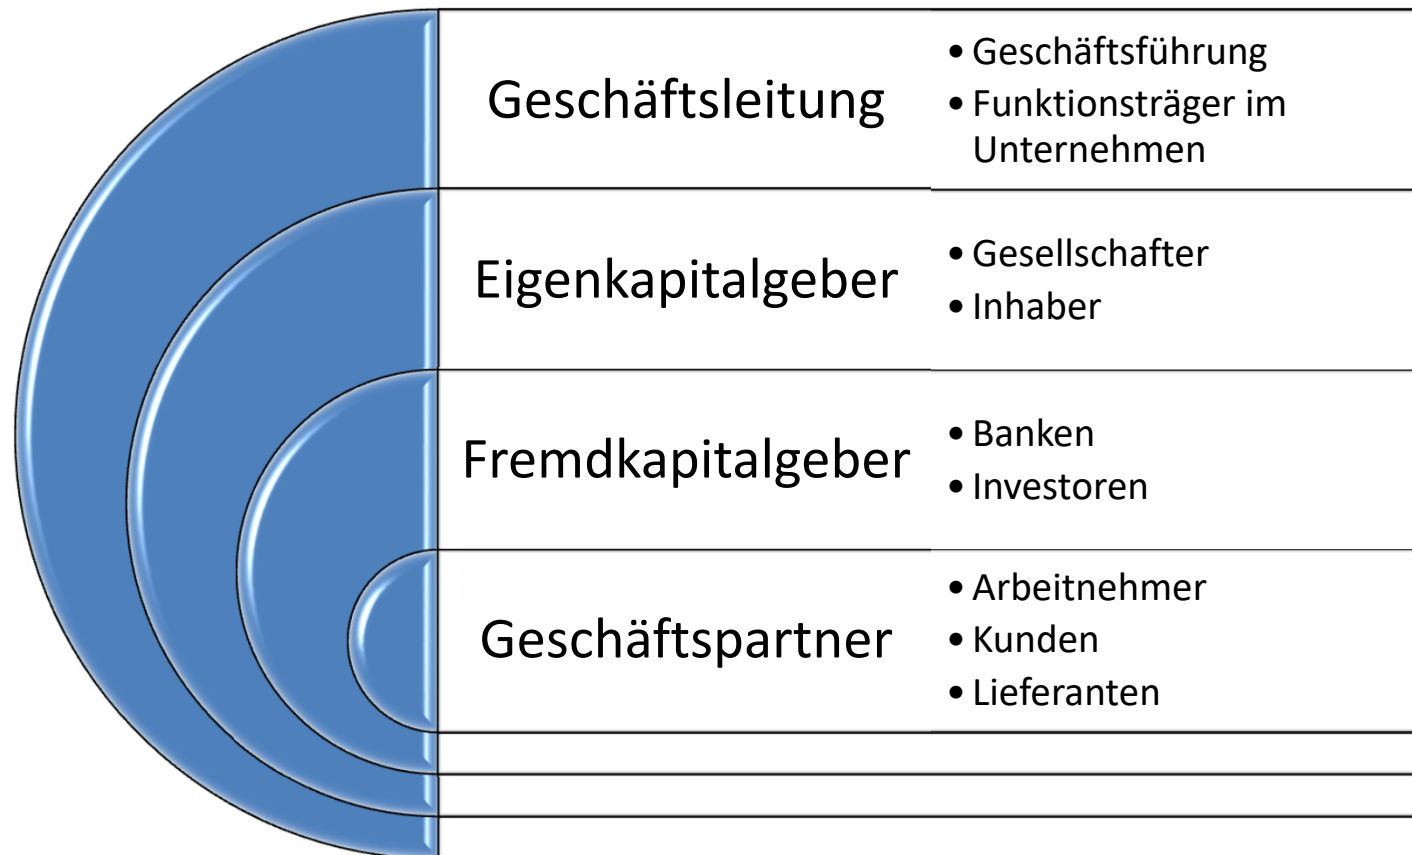 Geschäftsleitung
• Geschäftsführung
• Funktionsträger im
Unternehmen
Eigenkapitalgeber
• Gesellschafter
• Inhaber
Fremdkapitalgeber
• Banken
• Investoren
Geschäftspartner
• Arbeitnehmer
• Kunden
• Lieferanten